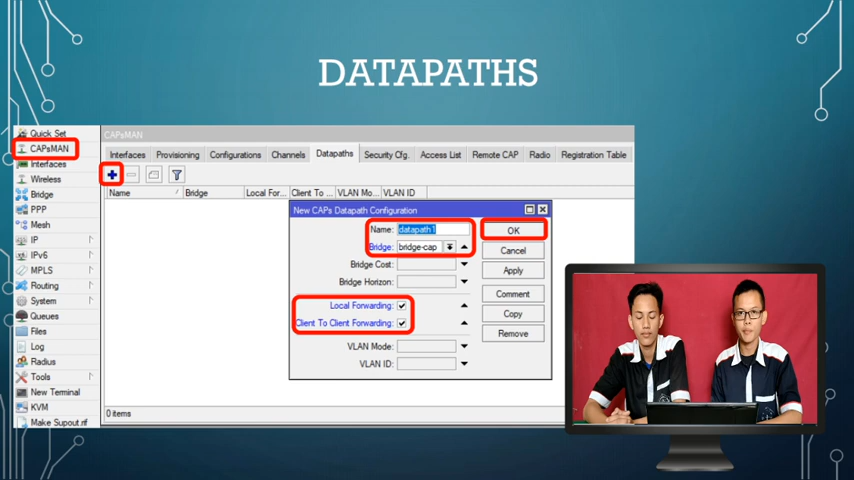 DATAPATHS
Quick Set
CAPsMAN
Interfaces
Wireless
Bridge
PPP
Mesh
IP
IPv6
MPLS
Routing
System
Queues
Files
Log
Radius
Tools
New Terminal
KVM
Make Supout.rif
CAPsMAN
Interfaces Provisioning Configurations Channels Datapaths Security Cfg. Access List Remote CAP Radio Registration Table
Name Bridge Local For... Client To ... VLAN Mo... VLAN ID
New CAPs Datapath Configuration
Name: datapath1
Bridge: bridge-cap
Bridge Cost:
Bridge Horizon:
Local Forwarding:
Client To Client Forwarding:
VLAN Mode:
VLAN ID:
OK
Cancel
Apply
Comment
Copy
Remove
0 items